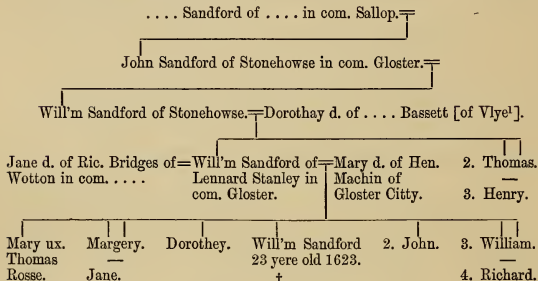 . . . . Sandford of . . . . in com. Sallop.
John Sandford of Stonehowse in com. Gloster.
Will'm Sandford of Stonehowse. Dorothay d. of . . . . Bassett [of Vlye¹].
Jane d. of Ric. Bridges of = Will'm Sandford of Mary d. of Hen. 2. Thomas.
Wotton in com. . . . . Lennard Stanley in Machin of —
com. Gloster. Gloster Citty. 3. Henry.
Mary ux. Margery. Dorothey. Will'm Sandford 2. John. 3. William.
Thomas — 23 yere old 1623. —
Rosse. Jane. † 4. Richard.